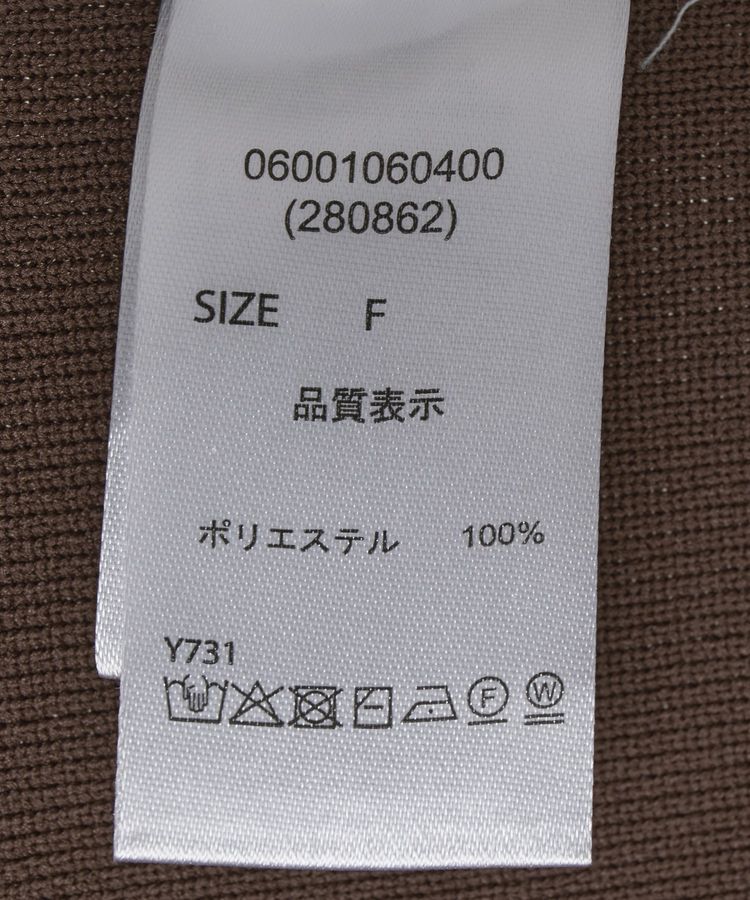 06001060400
(280862)
SIZE F
品質表示
ポリエステル 100%
Y731
F W